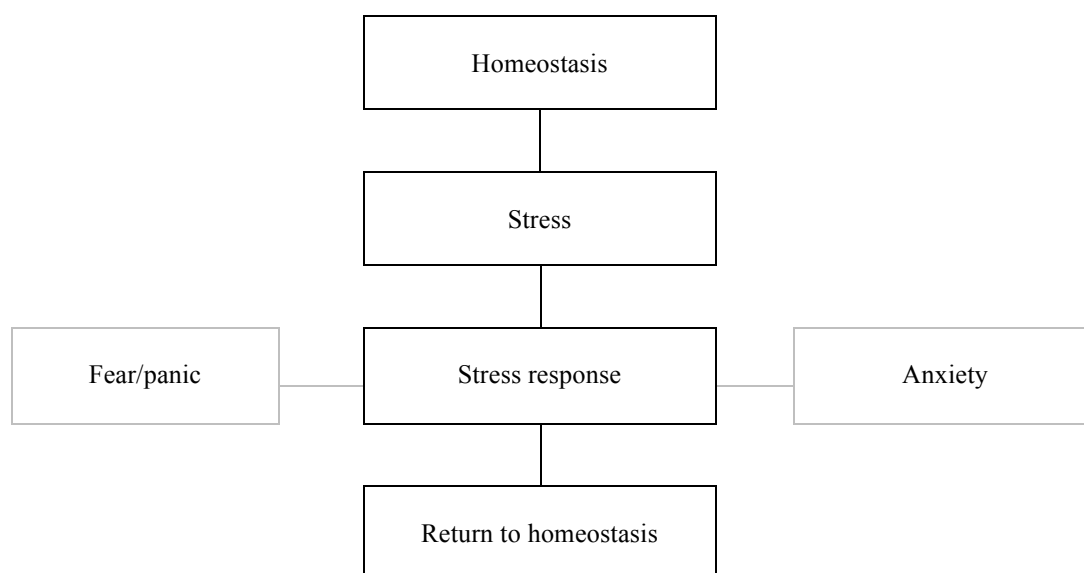 Homeostasis
Stress
Fear/panic
Stress response
Anxiety
Return to homeostasis